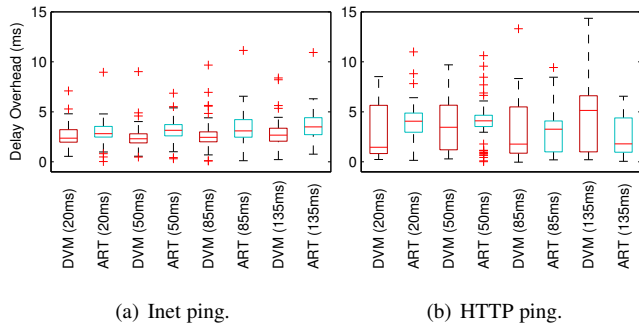 Delay Overhead (ms)
15
10
5
0
DVM (20ms)
ART (20ms)
DVM (50ms)
ART (50ms)
DVM (85ms)
ART (85ms)
DVM (135ms)
ART (135ms)
(a) Inet ping.
15
10
5
0
DVM (20ms)
ART (20ms)
DVM (50ms)
ART (50ms)
DVM (85ms)
ART (85ms)
DVM (135ms)
ART (135ms)
(b) HTTP ping.